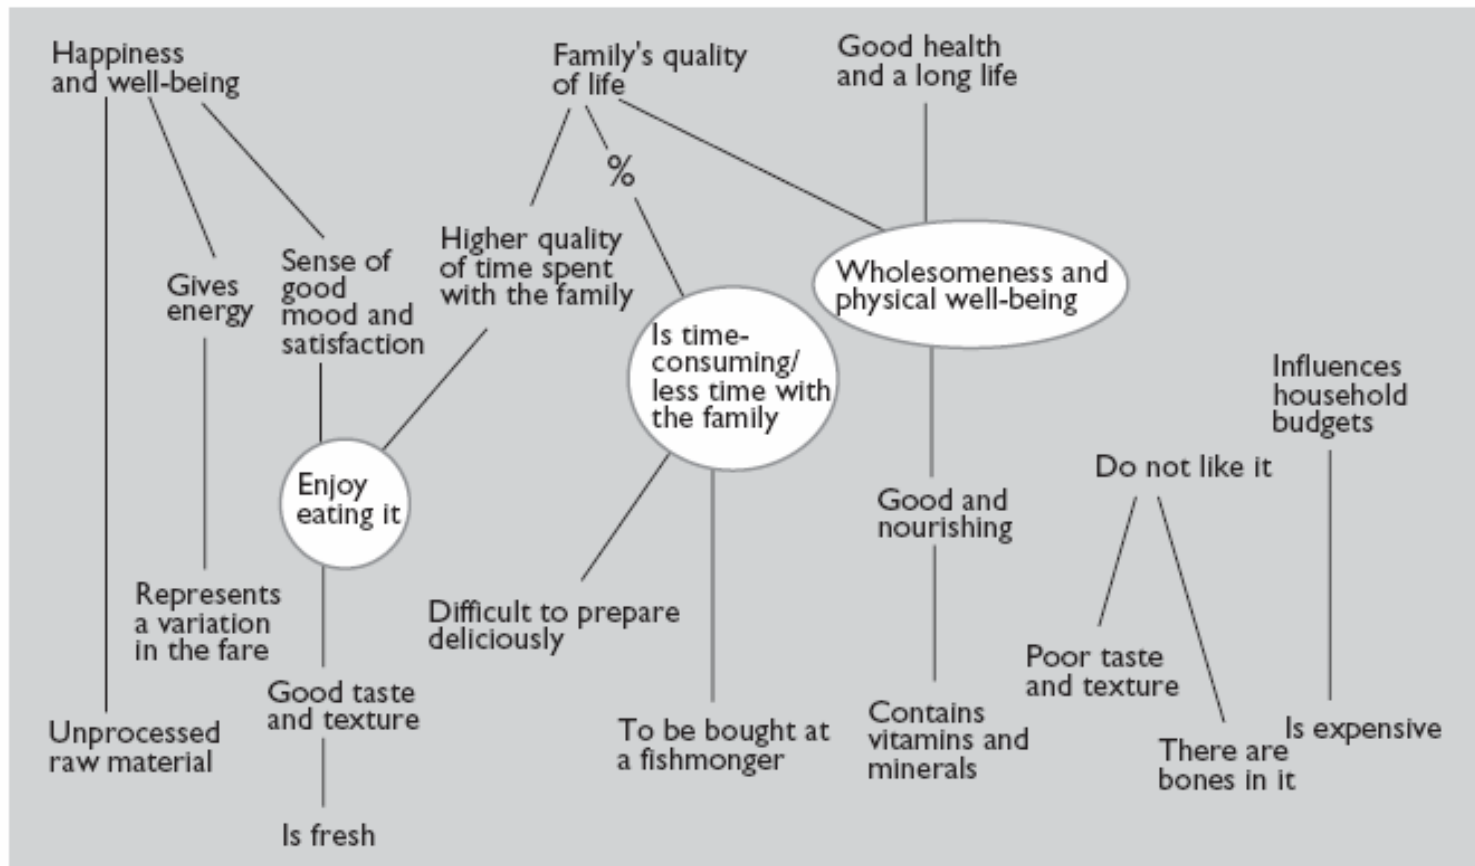 Happiness
and well-being
Family's quality
of life
Good health
and a long life
%
Higher quality
of time spent
with the family
Sense of
good
mood and
satisfaction
Gives
energy
Wholesomeness and
physical well-being
Is time-
consuming/
less time with
the family
Influences
household
budgets
Do not like it
Enjoy
eating it
Good and
nourishing
Represents
a variation
in the fare
Difficult to prepare
deliciously
Poor taste
and texture
Good taste
and texture
Unprocessed
raw material
To be bought at
a fishmonger
Contains
vitamins and
minerals
There are
bones in it
Is expensive
Is fresh